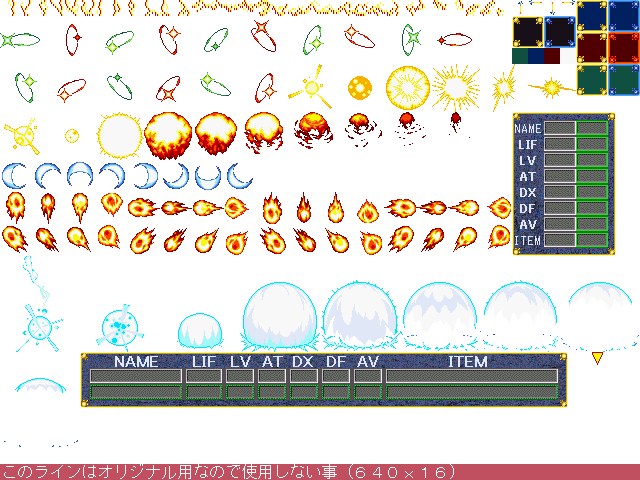 NAME
LIF
LV
AT
DX
DF
AV
ITEM
NAME LIF LV AT DX DF AV ITEM
このラインはオリジナル用なので使用しない事（６４０×１６）